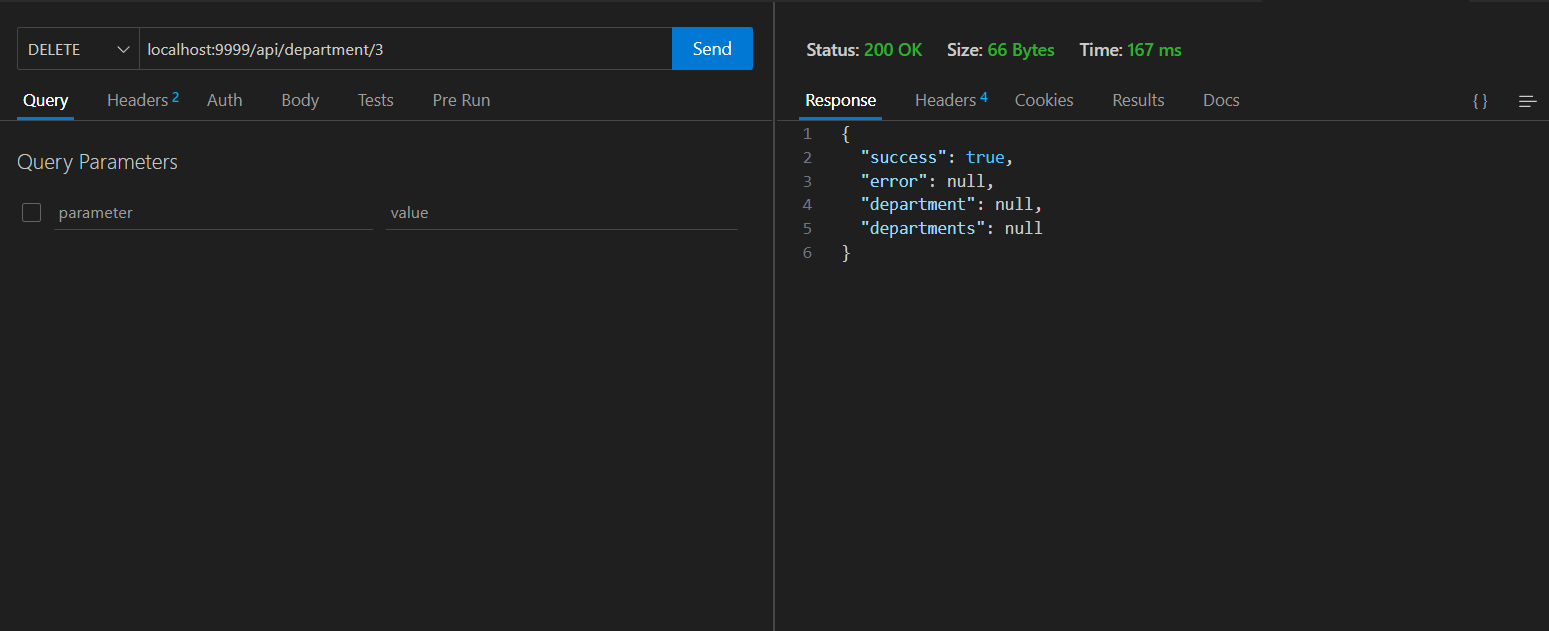 DELETE localhost:9999/api/department/3 Send
Query Headers 2 Auth Body Tests Pre Run
Query Parameters
parameter value
Status: 200 OK Size: 66 Bytes Time: 167 ms
Response Headers 4 Cookies Results Docs { }
1 {
2 "success": true,
3 "error": null,
4 "department": null,
5 "departments": null
6 }